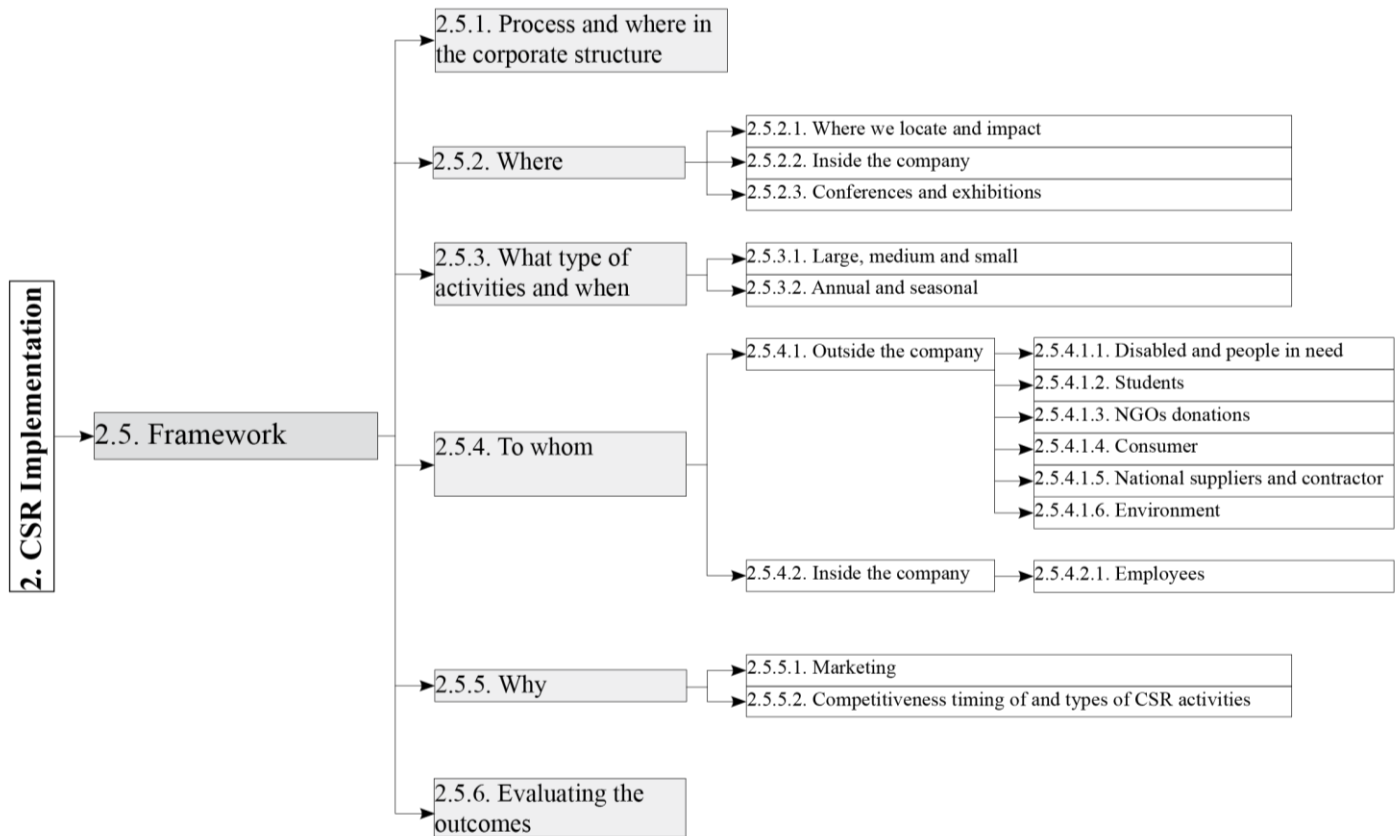 2. CSR Implementation
2.5. Framework
2.5.1. Process and where in
the corporate structure
2.5.2. Where
2.5.2.1. Where we locate and impact
2.5.2.2. Inside the company
2.5.2.3. Conferences and exhibitions
2.5.3. What type of
activities and when
2.5.3.1. Large, medium and small
2.5.3.2. Annual and seasonal
2.5.4. To whom
2.5.4.1. Outside the company
2.5.4.1.1. Disabled and people in need
2.5.4.1.2. Students
2.5.4.1.3. NGOs donations
2.5.4.1.4. Consumer
2.5.4.1.5. National suppliers and contractor
2.5.4.1.6. Environment
2.5.4.2. Inside the company
2.5.4.2.1. Employees
2.5.5. Why
2.5.5.1. Marketing
2.5.5.2. Competitiveness timing of and types of CSR activities
2.5.6. Evaluating the
outcomes